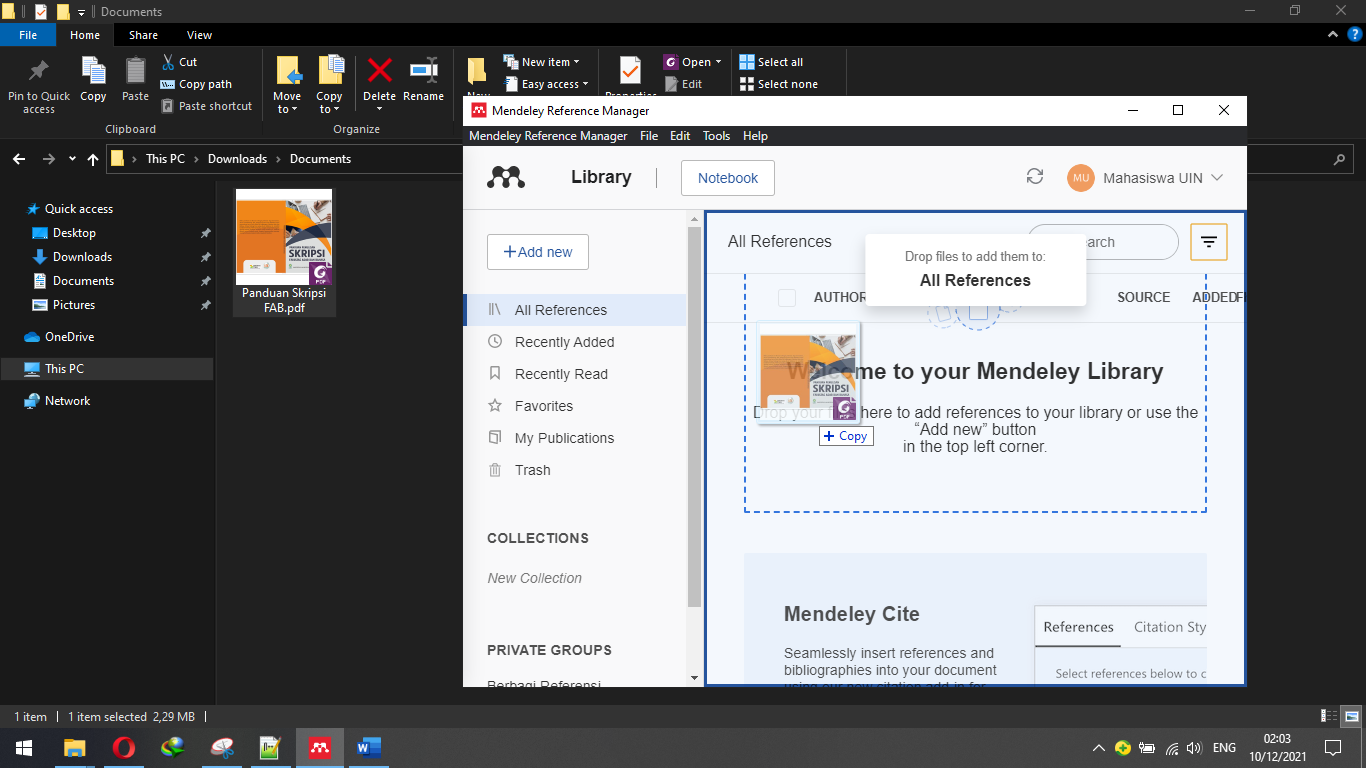 Documents
File Home Share View
Pin to Quick access
Copy
Paste
Cut
Copy path
Paste shortcut
Clipboard
Move to
Copy to
Delete
Rename
Organize
New item
Easy access
Open
Edit
Select all
Select none
This PC Downloads Documents
Quick access
Desktop
Downloads
Documents
Pictures
OneDrive
This PC
Network
SKRIPSI
PDF
Panduan Skripsi
FAB.pdf
Mendeley Reference Manager
Mendeley Reference Manager File Edit Tools Help
Library
Notebook
MU Mahasiswa UIN
+Add new
All References
Recently Added
Recently Read
Favorites
My Publications
Trash
COLLECTIONS
New Collection
PRIVATE GROUPS
Berbagi Referensi
All References
Drop files to add them to:
All References
SOURCE
ADDED
SKRIPSI
PDF
Welcome to your Mendeley Library
Drop your files here to add references to your library or use the
“Add new” button
in the top left corner.
+ Copy
Mendeley Cite
Seamlessly insert references and
bibliographies into your document
using our new citation add-in for
References Citation Sty
Select references below to c
1 item 1 item selected 2,29 MB
ENG
02:03
10/12/2021